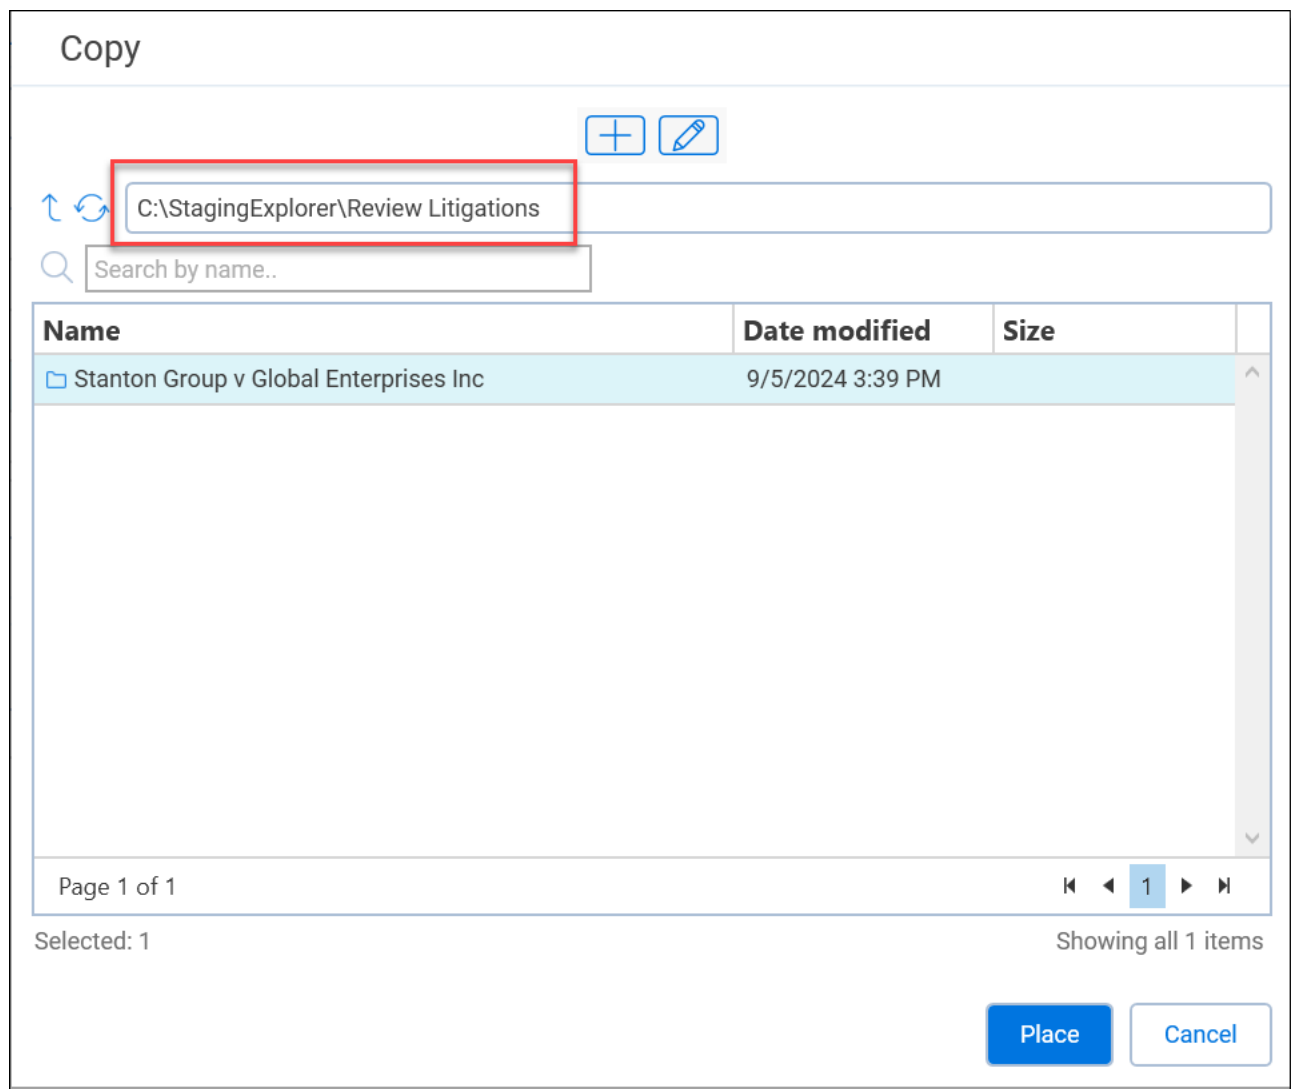 Copy
C:\StagingExplorer\Review Litigations
Search by name..
Name Date modified Size
Stanton Group v Global Enterprises Inc 9/5/2024 3:39 PM
Page 1 of 1 1
Selected: 1 Showing all 1 items
Place Cancel